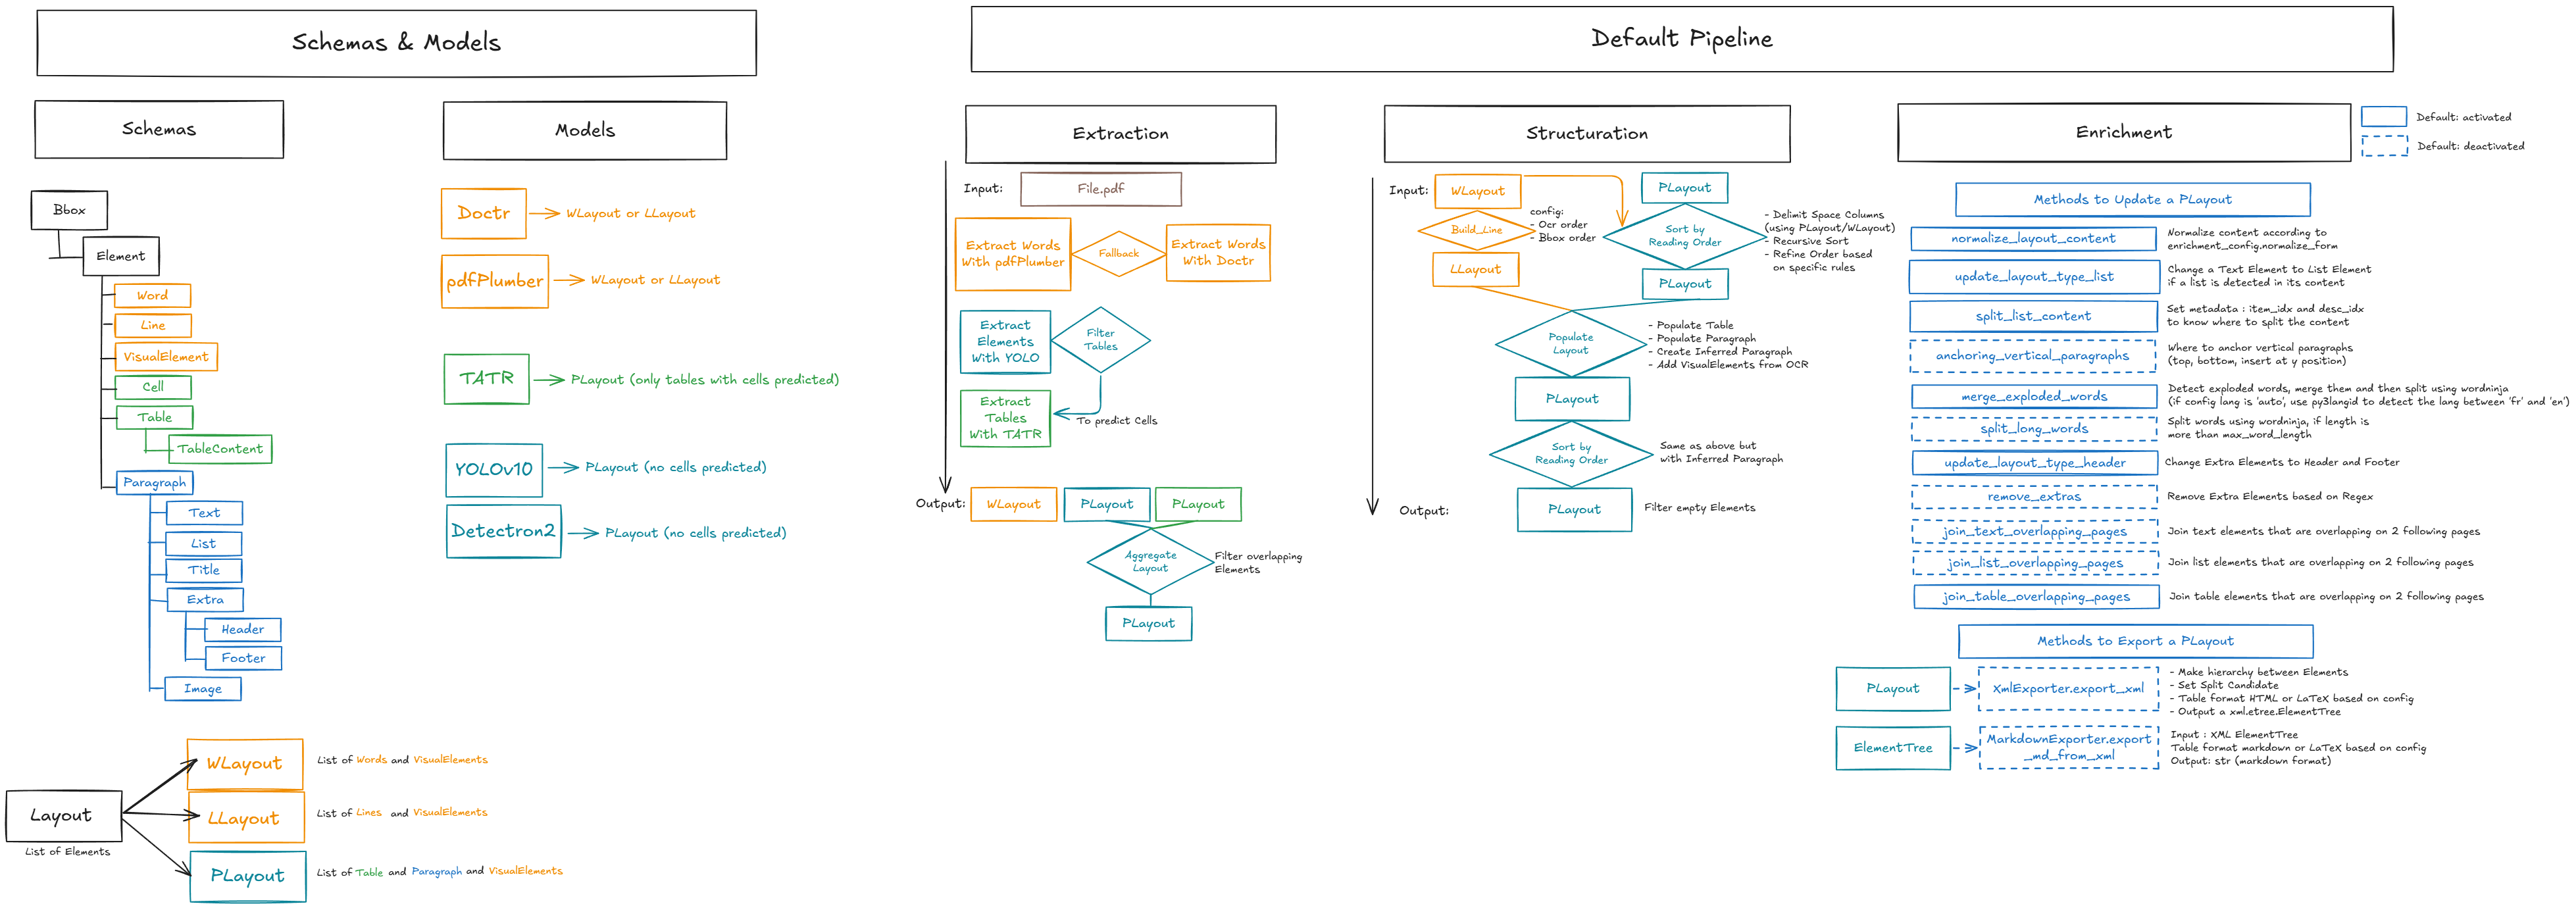 Schemas & Models
Schemas
Bbox
Element
Word
Line
VisualElement
Cell
Table
TableContent
Paragraph
Text
List
Title
Extra
Header
Footer
Image
Layout
List of Elements
WLayout
List of Words and VisualElements
LLayout
List of Lines and VisualElements
PLayout
List of Table and Paragraph and VisualElements
Models
Doctr
WLayout or LLayout
pdfPlumber
WLayout or LLayout
TATR
PLayout (only tables with cells predicted)
YOLOv10
PLayout (no cells predicted)
Detectron2
PLayout (no cells predicted)
Default Pipeline
Extraction
Input:
File.pdf
Extract Words
With pdfPlumber
Fallback
Extract Words
With Doctr
Extract
Elements
With YOLO
Filter
Tables
Extract
Tables
With TATR
To predict Cells
Output:
WLayout
PLayout
PLayout
Aggregate
Layout
Filter overlapping
Elements
PLayout
Structuration
Input:
WLayout
Build_Line
config:
- Ocr order
- Bbox order
LLayout
PLayout
Sort by
Reading Order
- Delimit Space Columns
(using PLayout/WLayout)
- Recursive Sort
- Refine Order based
on specific rules
PLayout
Populate
Layout
- Populate Table
- Populate Paragraph
- Create Inferred Paragraph
- Add VisualElements from OCR
PLayout
Sort by
Reading Order
Same as above but
with Inferred Paragraph
Output:
PLayout
Filter empty Elements
Enrichment
Default: activated
Default: deactivated
Methods to Update a PLayout
normalize_layout_content
Normalize content according to
enrichment_config.normalize_form
update_layout_type_list
Change a Text Element to List Element
if a list is detected in its content
split_list_content
Set metadata : item_idx and desc_idx
to know where to split the content
anchoring_vertical_paragraphs
Where to anchor vertical paragraphs
(top, bottom, insert at y position)
merge_exploded_words
Detect exploded words, merge them and then split using wordninja
(if config lang is 'auto', use py3langid to detect the lang between 'fr' and 'en')
split_long_words
Split words using wordninja, if length is
more than max_word_length
update_layout_type_header
Change Extra Elements to Header and Footer
remove_extras
Remove Extra Elements based on Regex
join_text_overlapping_pages
Join text elements that are overlapping on 2 following pages
join_list_overlapping_pages
Join list elements that are overlapping on 2 following pages
join_table_overlapping_pages
Join table elements that are overlapping on 2 following pages
Methods to Export a PLayout
PLayout
XmlExporter.export_xml
- Make hierarchy between Elements
- Set Split Candidate
- Table format HTML or LaTeX based on config
- Output a xml.etree.ElementTree
ElementTree
MarkdownExporter.export
_md_from_xml
Input : XML ElementTree
Table format markdown or LaTeX based on config
Output: str (markdown format)